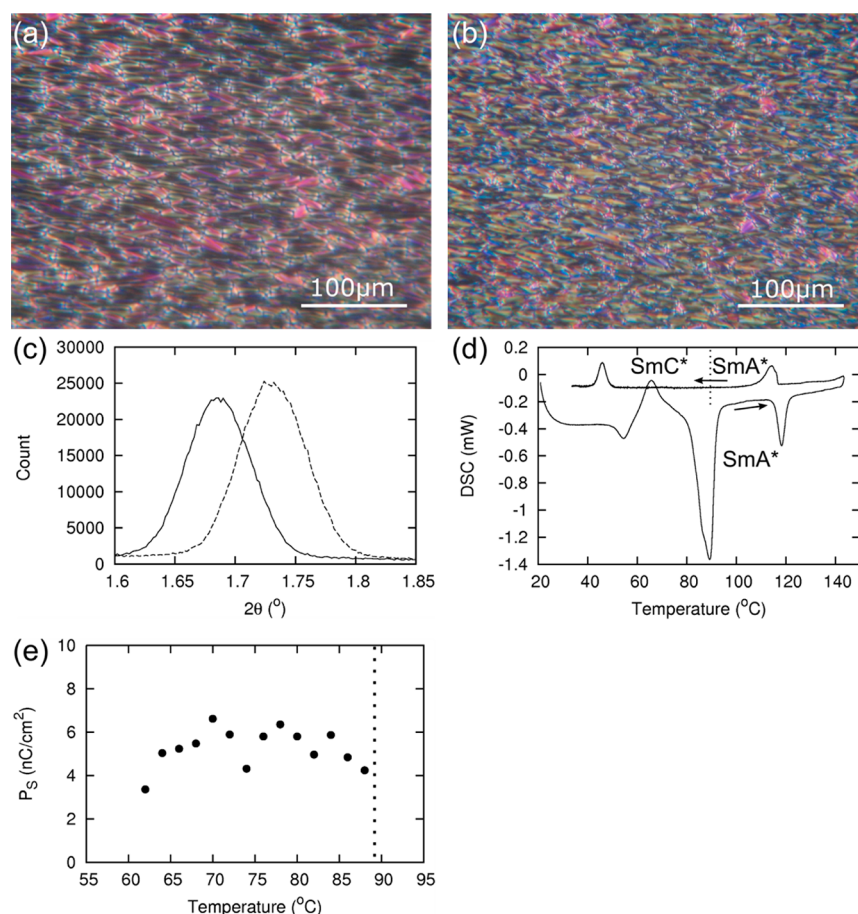 (a)
100μm
(b)
100μm
(c)
30000
25000
20000
15000
10000
5000
0
Count
1.6 1.65 1.7 1.75 1.8 1.85
2θ (°)
(d)
0.2
0
-0.2
-0.4
-0.6
-0.8
-1
-1.2
-1.4
DSC (mW)
SmC* SmA*
SmA*
20 40 60 80 100 120 140
Temperature (°C)
(e)
10
8
6
4
2
0
P_S (nC/cm²)
55 60 65 70 75 80 85 90 95
Temperature (°C)